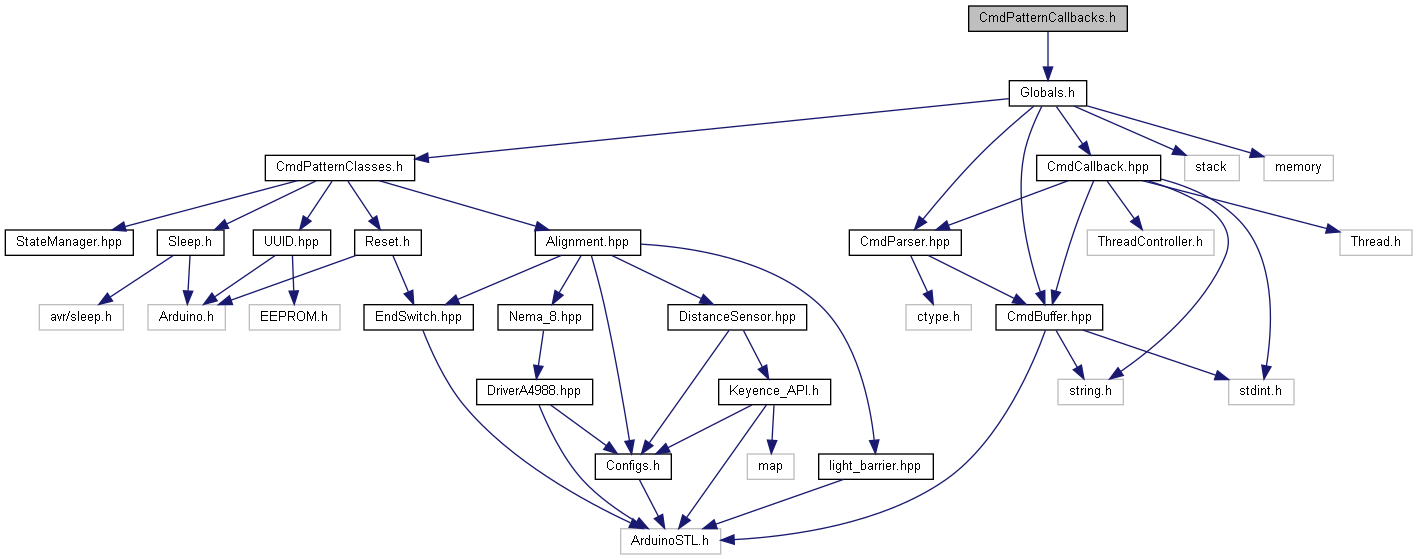 CmdPatternCallbacks.h
Globals.h
CmdPatternClasses.h
CmdCallback.hpp
stack
memory
StateManager.hpp
Sleep.h
UUID.hpp
Reset.h
Alignment.hpp
CmdParser.hpp
ThreadController.h
Thread.h
avr/sleep.h
Arduino.h
EEPROM.h
EndSwitch.hpp
Nema_8.hpp
DistanceSensor.hpp
ctype.h
CmdBuffer.hpp
DriverA4988.hpp
Keyence_API.h
string.h
stdint.h
Configs.h
map
light_barrier.hpp
ArduinoSTL.h